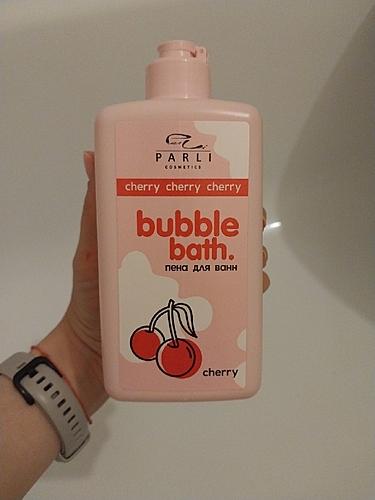 PARLI
COSMETICS
cherry cherry cherry
bubble
bath.
пена для ванн
cherry